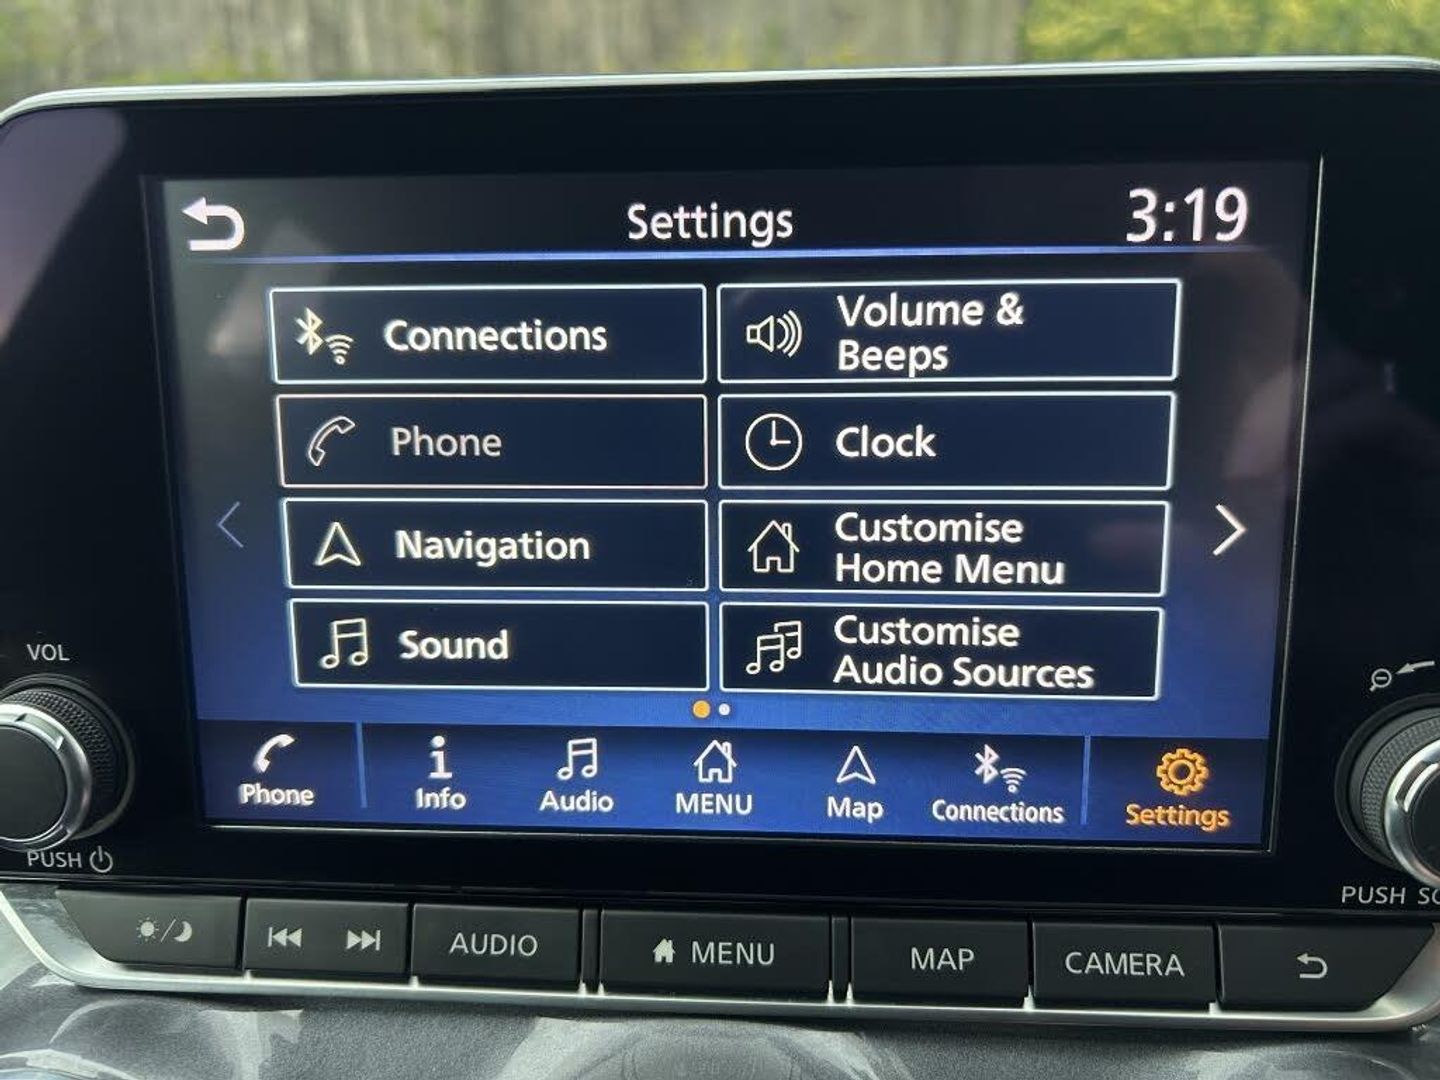 Settings
3:19
Connections
Volume &
Beeps
Phone
Clock
Navigation
Customise
Home Menu
Sound
Customise
Audio Sources
VOL
Phone
Info
Audio
MENU
Map
Connections
Settings
PUSH
PUSH
AUDIO
MENU
MAP
CAMERA